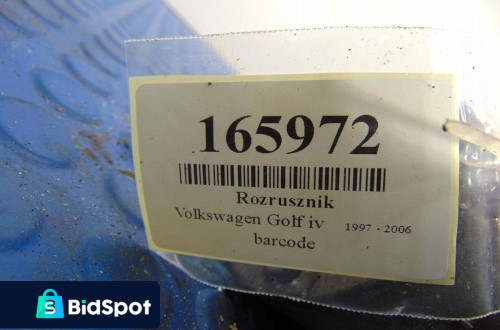 165972
Rozrusznik
Volkswagen Golf iv 1997 - 2006
barcode
BidSpot